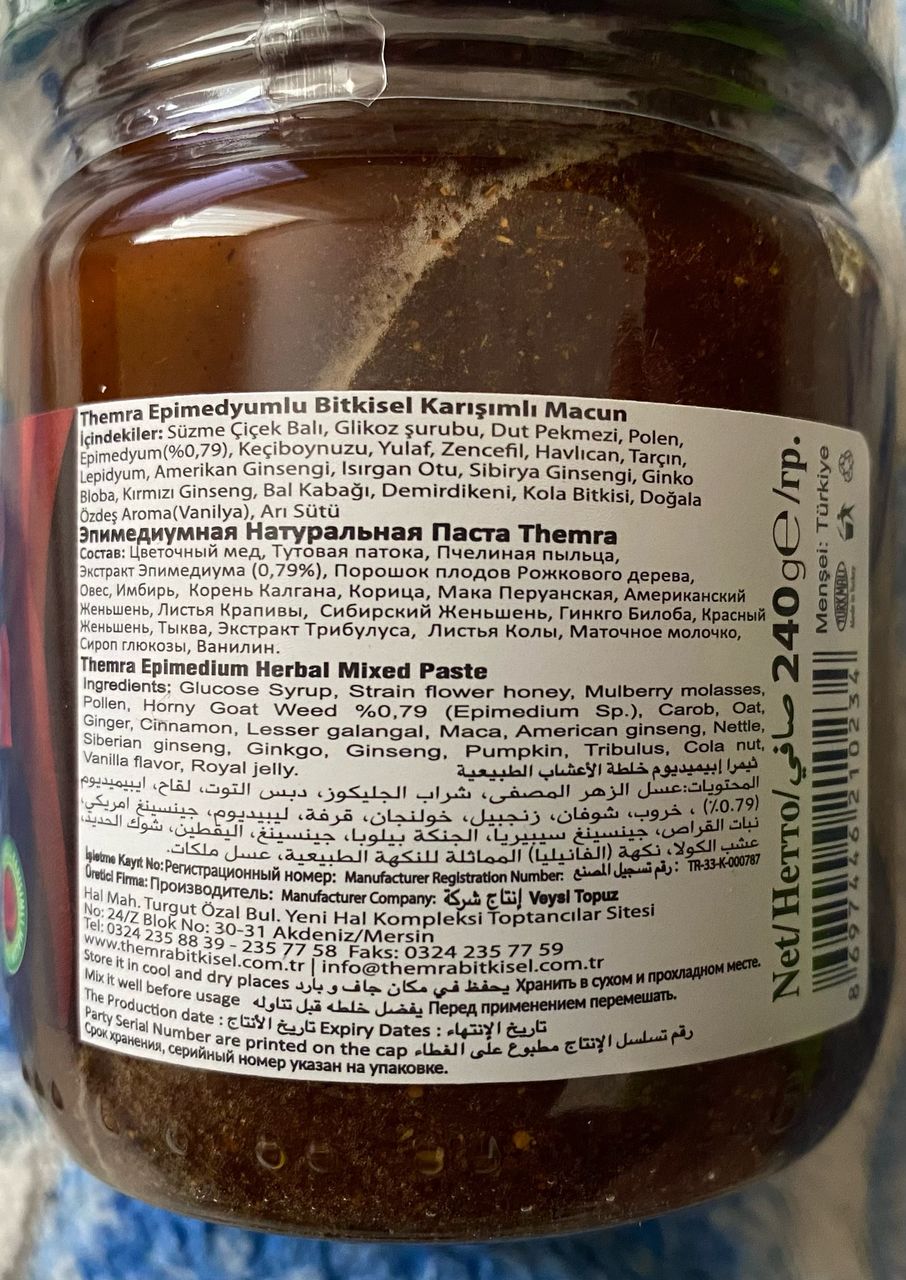 Themra Epimedyumlu Bitkisel Karışımlı Macun
İçindekiler: Süzme Çiçek Balı, Glikoz şurubu, Dut Pekmezi, Polen,
Epimedyum(%0,79), Keçiboynuzu, Yulaf, Zencefil, Havlıcan, Tarçın,
Lepidyum, Amerikan Ginsengi, Isırgan Otu, Sibirya Ginsengi, Ginko
Bloba, Kırmızı Ginseng, Bal Kabağı, Demirdikeni, Kola Bitkisi, Doğala
Özdeş Aroma(Vanilya), Arı Sütü
Эпимедиумная Натуральная Паста Themra
Состав: Цветочный мед, Тутовая патока, Пчелиная пыльца,
Экстракт Эпимедиума (0,79%), Порошок плодов Рожкового дерева,
Овес, Имбирь, Корень Калгана, Корица, Мака Перуанская, Американский
Женьшень, Листья Крапивы, Сибирский Женьшень, Гинкго Билоба, Красный
Женьшень, Тыква, Экстракт Трибулуса, Листья Колы, Маточное молочко,
Сироп глюкозы, Ванилин.
Themra Epimedium Herbal Mixed Paste
Ingredients: Glucose Syrup, Strain flower honey, Mulberry molasses,
Pollen, Horny Goat Weed %0,79 (Epimedium Sp.), Carob, Oat,
Ginger, Cinnamon, Lesser galangal, Maca, American ginseng, Nettle,
Siberian ginseng, Ginkgo, Ginseng, Pumpkin, Tribulus, Cola nut,
Vanilla flavor, Royal jelly.
ثيمرا إبيميديوم خلطة الأعشاب الطبيعية
المحتويات:عسل الزهر المصفى، شراب الجليكوز، دبس التوت، لقاح، ايبيميديوم
(0.79٪) ، خروب، شوفان، زنجبيل، خولنجان، قرفة، ليبيديوم، جينسينغ امريكي،
نبات القراص، جينسينغ سيبيريا، الجنكة بيلوبا، جينسينغ، اليقطين، شوك الحديد،
عشب الكولا، نكهة (الفانيليا) المماثلة للنكهة الطبيعية، عسل ملكات.
İşletme Kayıt No: Регистрационный номер: Manufacturer Registration Number: رقم تسجيل المصنع : TR-33-K-000787
Üretici Firma: Производитель: Manufacturer Company: إنتاج شركة Veysi Topuz
Hal Mah. Turgut Özal Bul. Yeni Hal Kompleksi Toptancılar Sitesi
No: 24/Z Blok No: 30-31 Akdeniz/Mersin
Tel: 0324 235 88 39 - 235 77 58 Faks: 0324 235 77 59
www.themrabitkisel.com.tr | info@themrabitkisel.com.tr
Store it in cool and dry places يحفظ في مكان جاف و بارد Хранить в сухом и прохладном месте.
Mix it well before usage يفضل خلطه قبل تناوله Перед применением перемешать.
The Production date : تاريخ الأنتاج Expiry Dates : تاريخ الإنتهاء
Party Serial Number are printed on the cap رقم تسلسل الإنتاج مطبوع على الغطاء
Срок хранения, серийный номер указан на упаковке.
Net/Нетто/صافي 240g℮/гр.
Menşei: Türkiye
TÜRK MALI
8 697446 210234